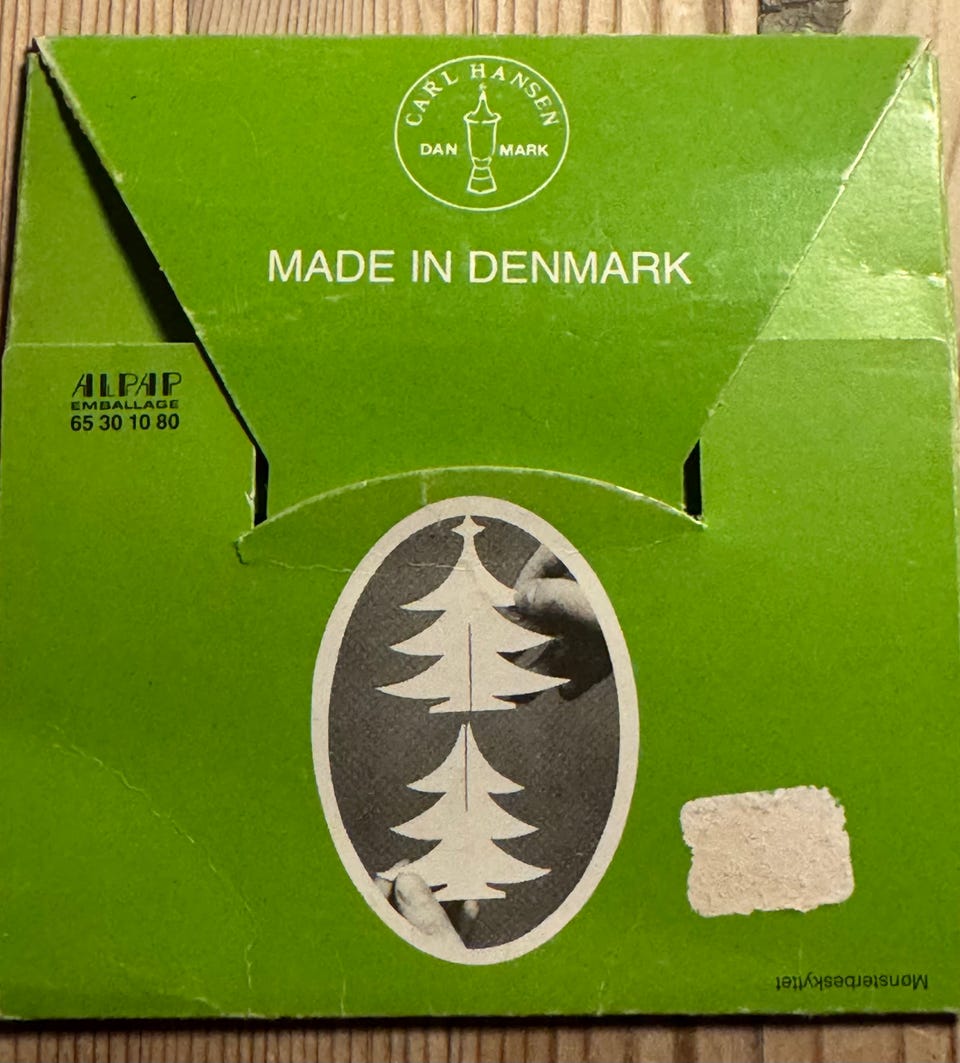 CARL HANSEN
DAN MARK
MADE IN DENMARK
ALPAP
EMBALLAGE
65 30 10 80
Mønsterbeskyttet